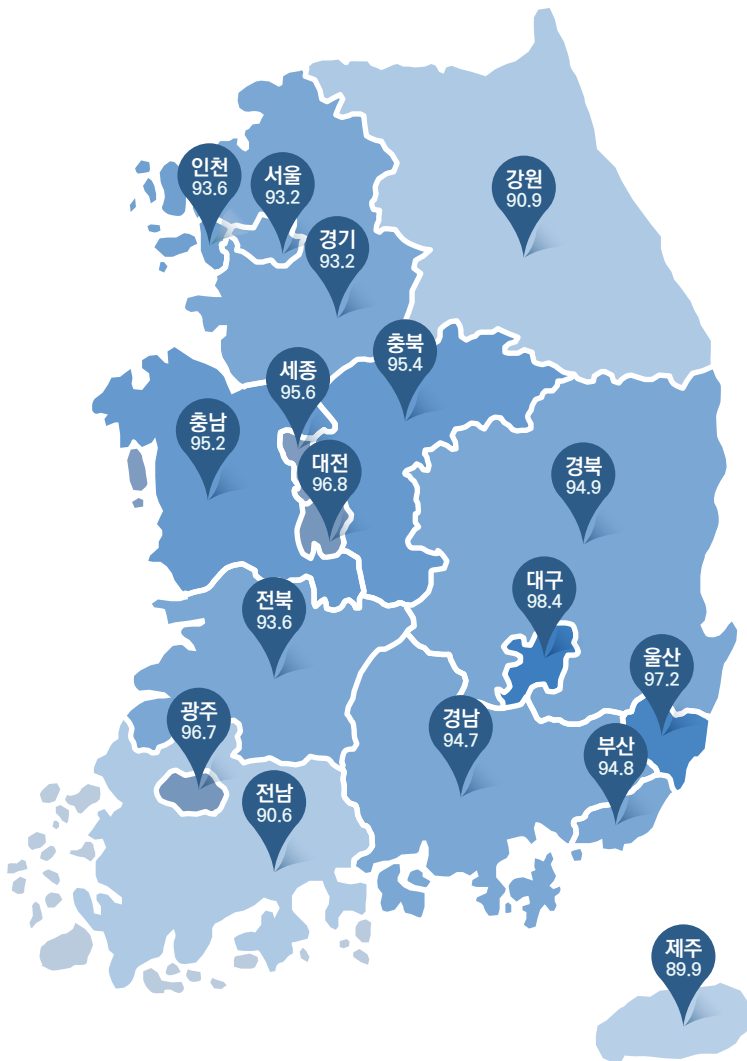 인천
93.6
서울
93.2
강원
90.9
경기
93.2
충북
95.4
세종
95.6
충남
95.2
대전
96.8
경북
94.9
대구
98.4
전북
93.6
울산
97.2
광주
96.7
경남
94.7
부산
94.8
전남
90.6
제주
89.9